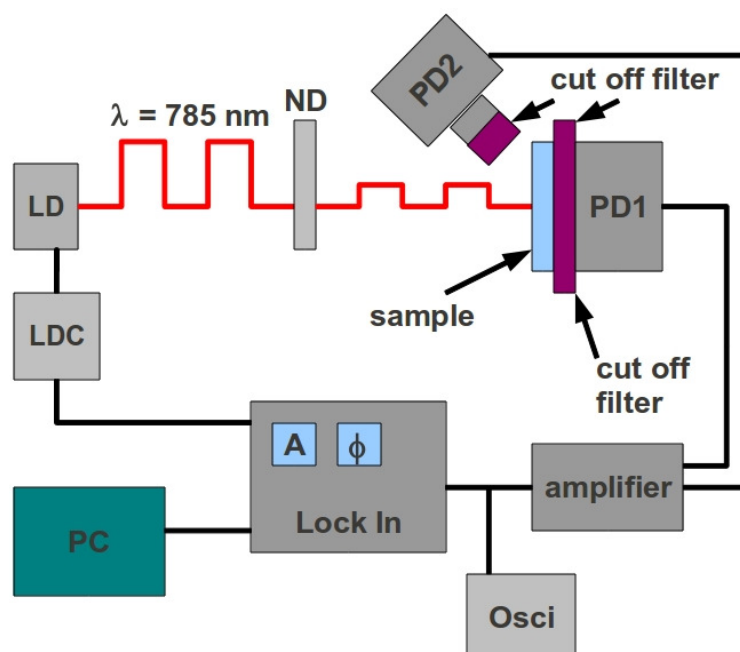 PD2
cut off filter
ND
λ = 785 nm
LD
PD1
sample
LDC
cut off
filter
A
ϕ
amplifier
Lock In
PC
Osci